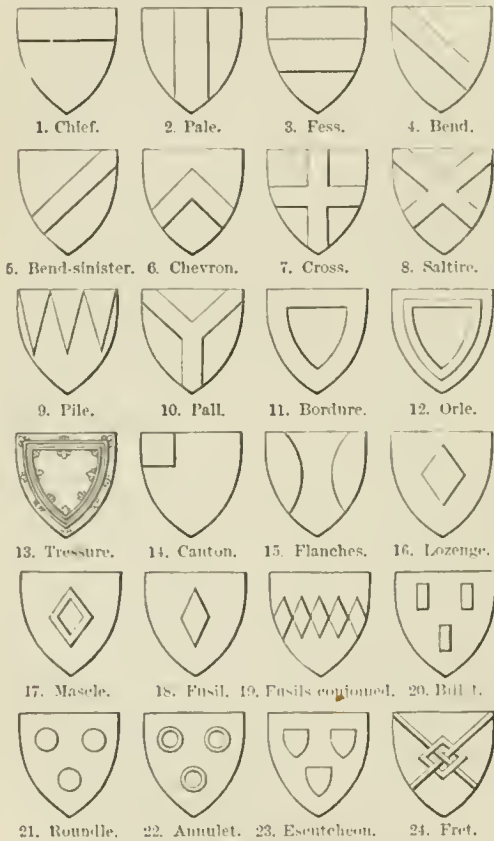 1. Chief. 2. Pale. 3. Fess. 4. Bend.
5. Bend-sinister. 6. Chevron. 7. Cross. 8. Saltire.
9. Pile. 10. Pall. 11. Bordure. 12. Orle.
13. Tressure. 14. Canton. 15. Flanches. 16. Lozenge.
17. Mascle. 18. Fusil. 19. Fusils conjoined. 20.
21. Roundle. 22. Annulet. 23. Escutcheon. 24. Fret.